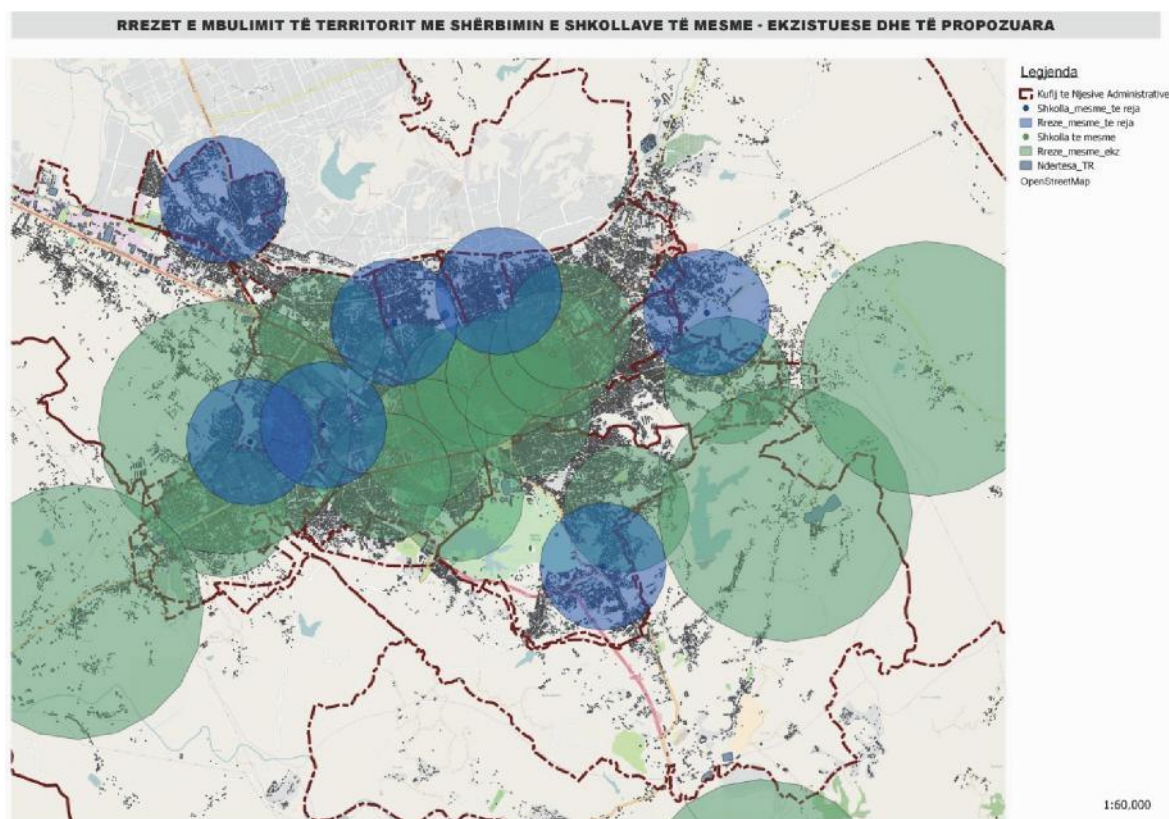 RRREZET E MBULIMIT TË TERRITORIT ME SHËRBIMIN E SHKOLLAVE TË MESME - EKZISTUESE DHE TË PROPOZUARA
Legjenda
Kufij te Njesive Administrative
Shkolla_mesme_te reja
Rreze_mesme_te reja
Shkolla te mesme
Rreze_mesme_ekz
Ndertesa_TR
OpenStreetMap
1:60,000